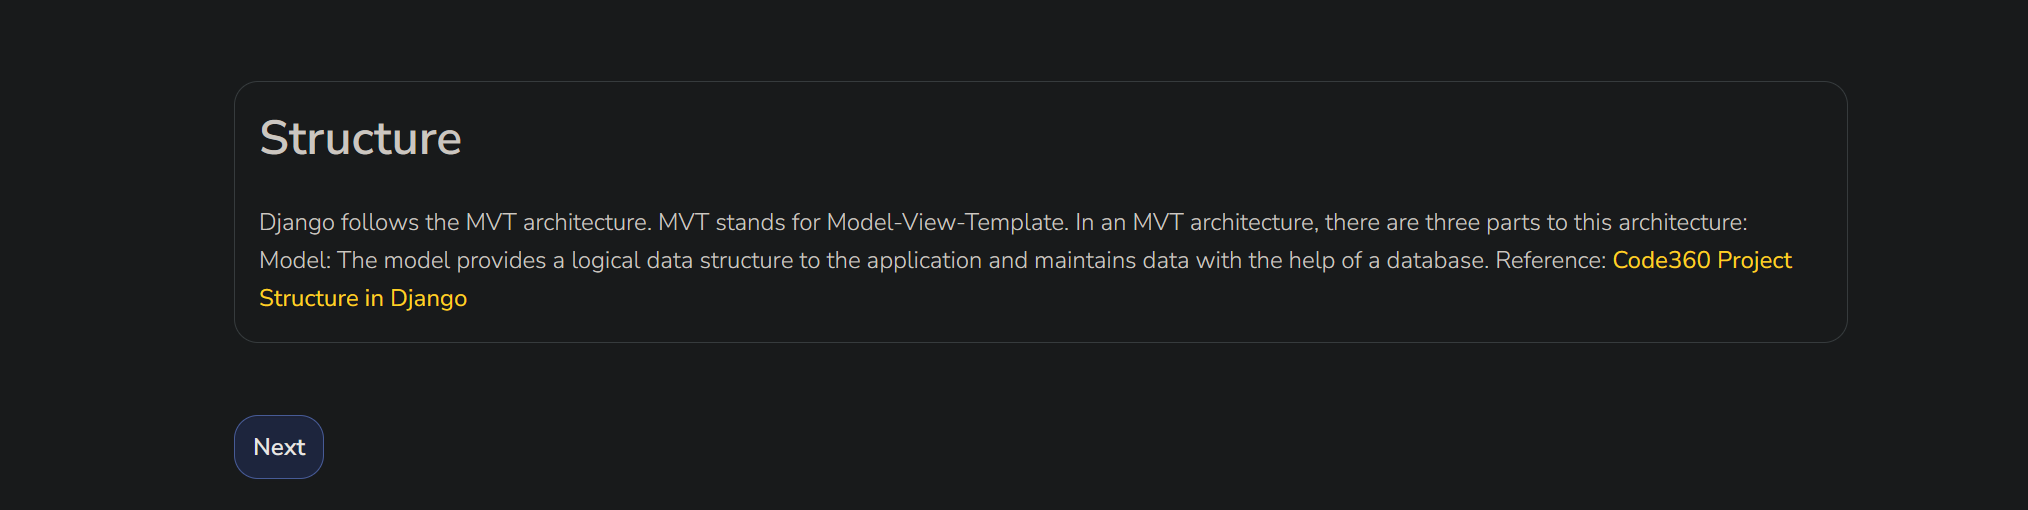 Structure
Django follows the MVT architecture. MVT stands for Model-View-Template. In an MVT architecture, there are three parts to this architecture:
Model: The model provides a logical data structure to the application and maintains data with the help of a database. Reference: Code360 Project
Structure in Django
Next